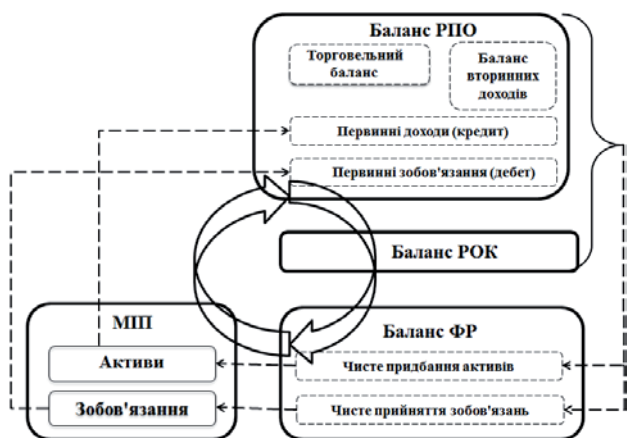 Баланс РПО
Торговельний
баланс
Баланс
вторинних
доходів
Первинні доходи (кредит)
Первинні зобов'язання (дебет)
Баланс РОК
МІП
Активи
Зобов'язання
Баланс ФР
Чисте придбання активів
Чисте прийняття зобов'язань